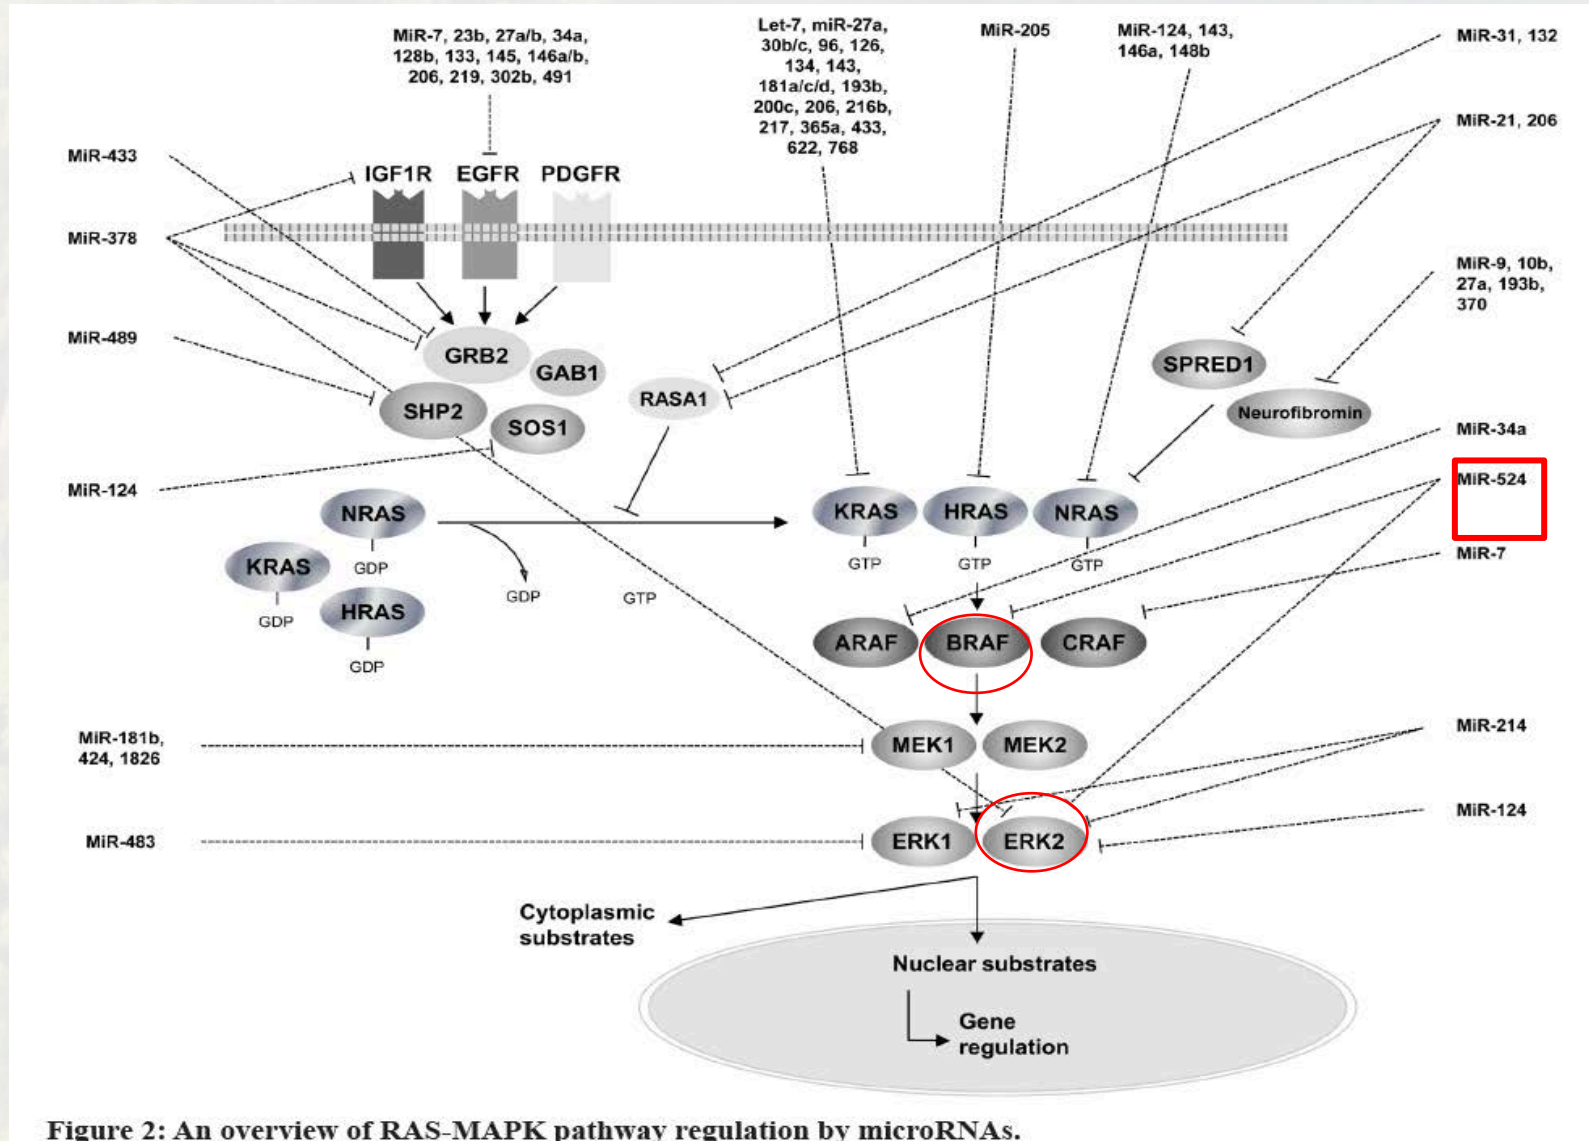 MiR-7, 23b, 27a/b, 34a,
128b, 133, 145, 146a/b,
206, 219, 302b, 491
Let-7, miR-27a,
30b/c, 96, 126,
134, 143,
181a/c/d, 193b,
200c, 206, 216b,
217, 365a, 433,
622, 768
MiR-205
MiR-124, 143,
146a, 148b
MiR-31, 132
MiR-21, 206
MiR-433
IGF1R EGFR PDGFR
MiR-378
MiR-9, 10b,
27a, 193b,
370
MiR-489
GRB2
GAB1
SPRED1
RASA1
SHP2
SOS1
Neurofibromin
MiR-34a
MiR-124
MiR-524
NRAS
GDP
KRAS
GDP
HRAS
GDP
GDP
GTP
KRAS
GTP
HRAS
GTP
NRAS
GTP
MiR-7
ARAF
BRAF
CRAF
MiR-181b,
424, 1826
MEK1
MEK2
MiR-214
MiR-124
MiR-483
ERK1
ERK2
Cytoplasmic
substrates
Nuclear substrates
Gene
regulation
Figure 2: An overview of RAS-MAPK pathway regulation by microRNAs.